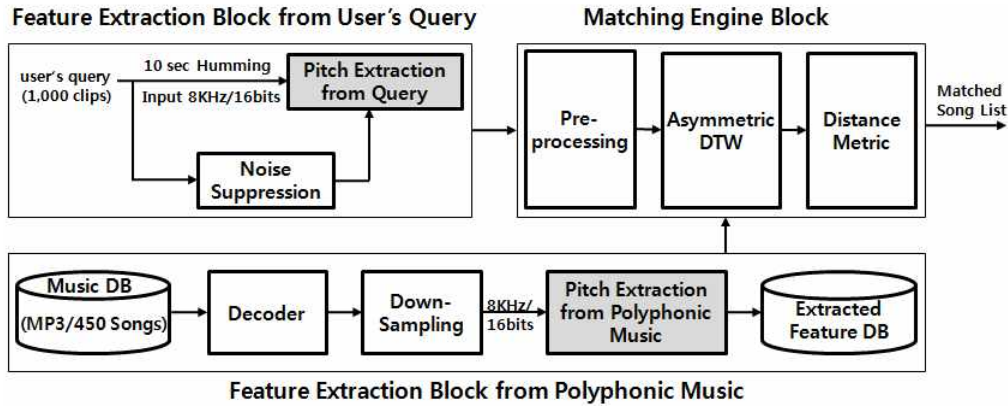 Feature Extraction Block from User's Query
Matching Engine Block
user's query
(1,000 clips)
10 sec Humming
Input 8KHz/16bits
Pitch Extraction
from Query
Noise
Suppression
Pre-
processing
Asymmetric
DTW
Distance
Metric
Matched
Song List
Music DB
(MP3/450 Songs)
Decoder
Down-
Sampling
8KHz/
16bits
Pitch Extraction
from Polyphonic
Music
Extracted
Feature DB
Feature Extraction Block from Polyphonic Music